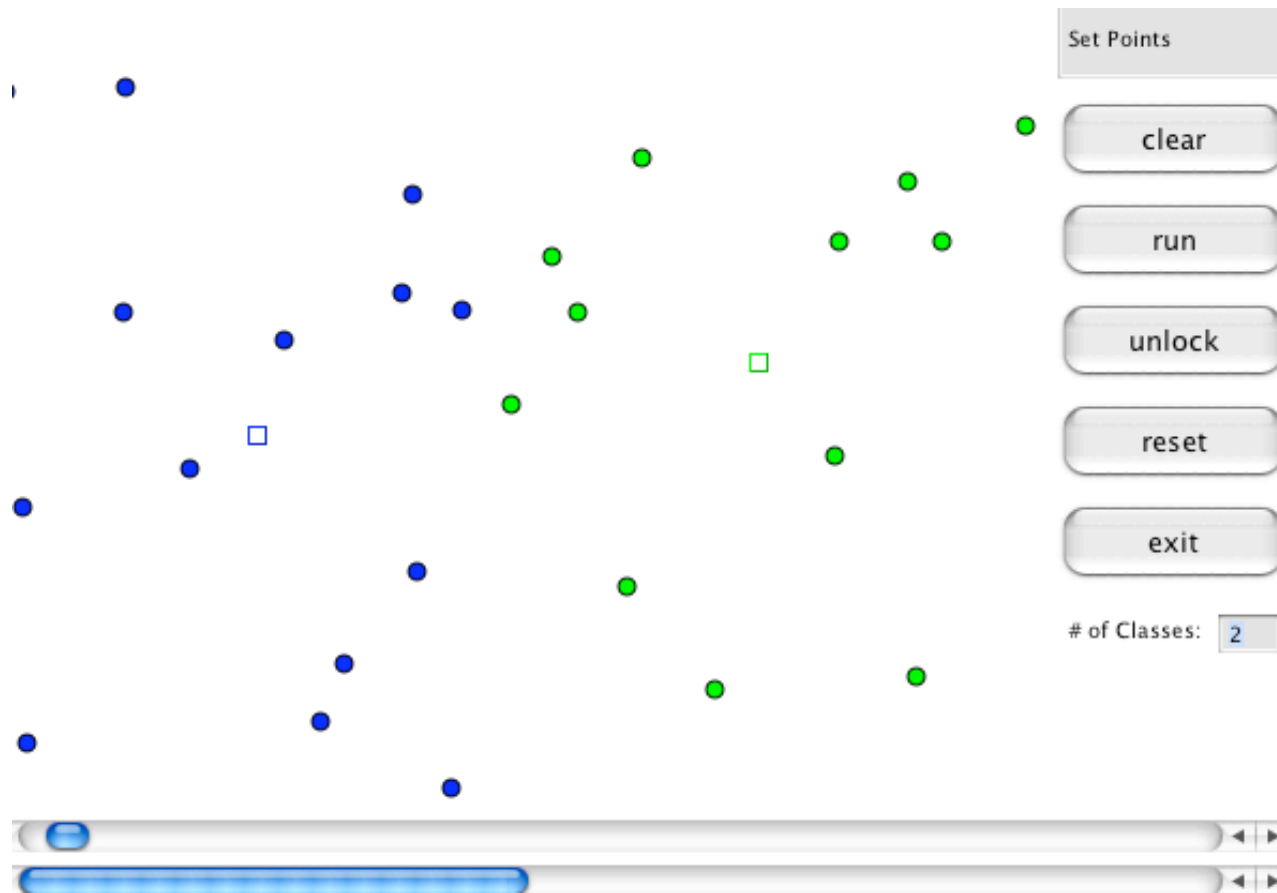 Set Points
clear
run
unlock
reset
exit
# of Classes: 2